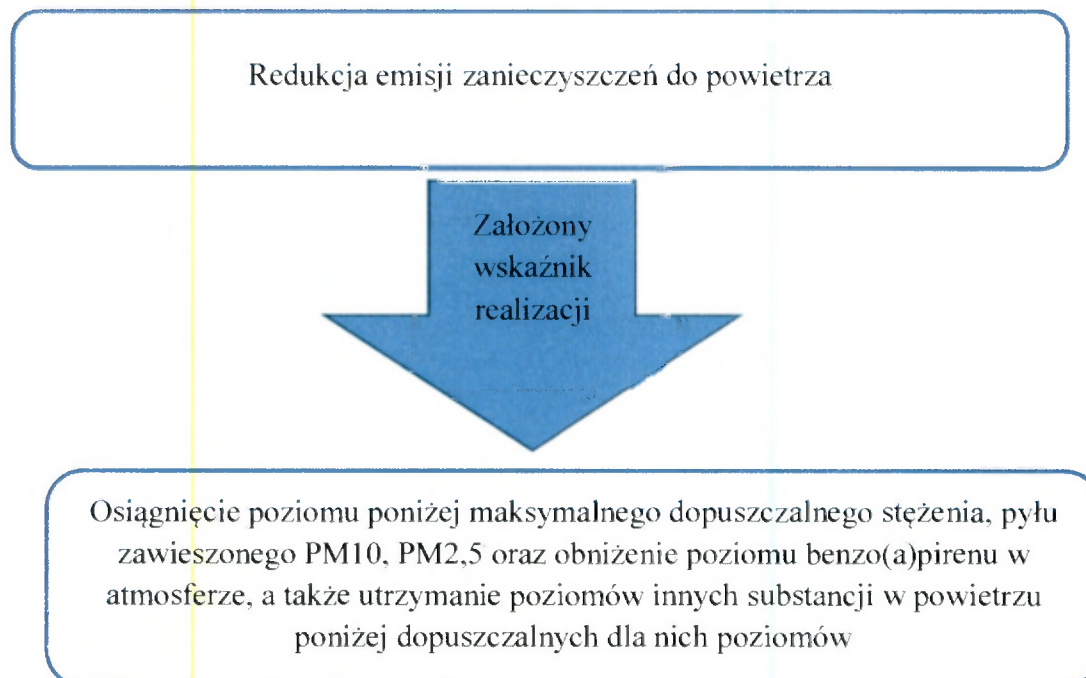 Redukcja emisji zanieczyszczeń do powietrza
Założony
wskaźnik
realizacji
Osiągnięcie poziomu poniżej maksymalnego dopuszczalnego stężenia, pyłu
zawieszonego PM10, PM2,5 oraz obniżenie poziomu benzo(a)pirenu w
atmosferze, a także utrzymanie poziomów innych substancji w powietrzu
poniżej dopuszczalnych dla nich poziomów